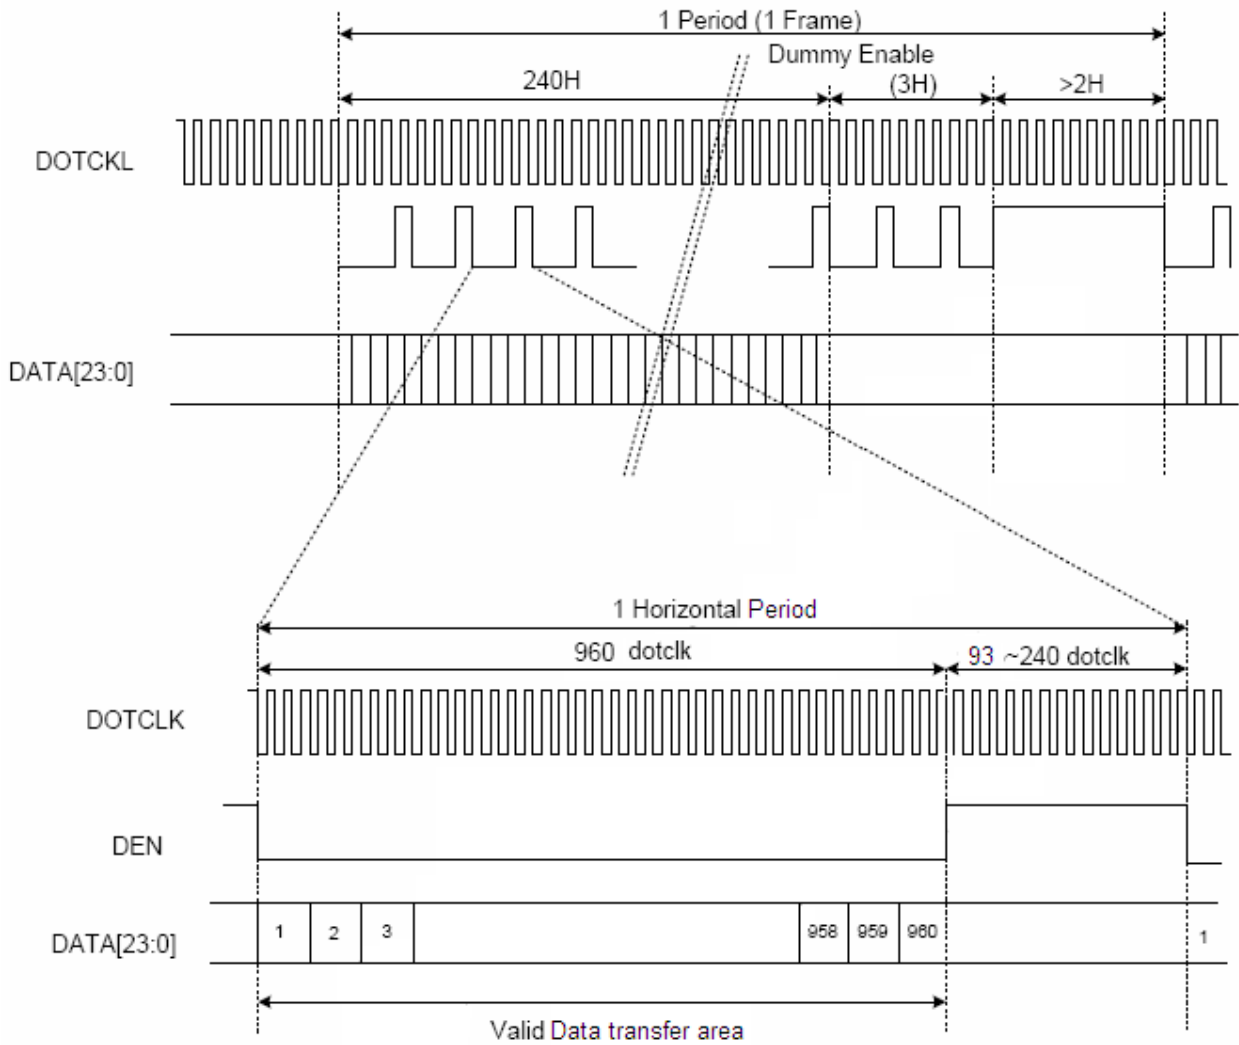 1 Period (1 Frame)
Dummy Enable
240H
(3H)
>2H
DOTCKL
DATA[23:0]
1 Horizontal Period
960 dotclk
93 ~240 dotclk
DOTCLK
DEN
DATA[23:0]
1
2
3
958
959
960
1
Valid Data transfer area